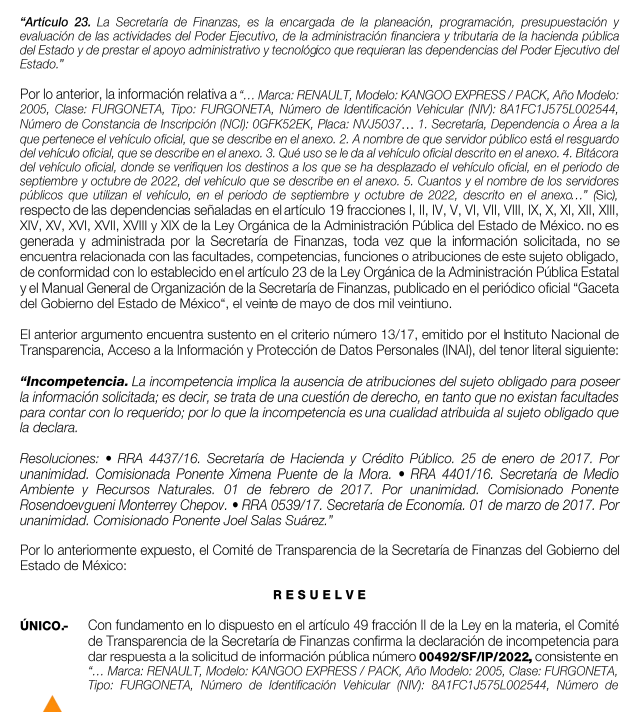 “Artículo 23. La Secretaría de Finanzas, es la encargada de la planeación, programación, presupuestación y
evaluación de las actividades del Poder Ejecutivo, de la administración financiera y tributaria de la hacienda pública
del Estado y de prestar el apoyo administrativo y tecnológico que requieran las dependencias del Poder Ejecutivo del
Estado.”
Por lo anterior, la información relativa a “… Marca: RENAULT, Modelo: KANGOO EXPRESS / PACK, Año Modelo:
2005, Clase: FURGONETA, Tipo: FURGONETA, Número de Identificación Vehicular (NIV): 8A1FC1J575L002544,
Número de Constancia de Inscripción (NCI): 0GFK52EK, Placa: NVJ5037… 1. Secretaría, Dependencia o Área a la
que pertenece el vehículo oficial, que se describe en el anexo. 2. A nombre de que servidor público está el resguardo
del vehículo oficial, que se describe en el anexo. 3. Qué uso se le da al vehículo oficial descrito en el anexo. 4. Bitácora
del vehículo oficial, donde se verifiquen los destinos a los que se ha desplazado el vehículo oficial, en el periodo de
septiembre y octubre de 2022, del vehículo que se describe en el anexo. 5. Cuantos y el nombre de los servidores
públicos que utilizan el vehículo, en el período de septiembre y octubre de 2022, descrito en el anexo…” (Sic),
respecto de las dependencias señaladas en el artículo 19 fracciones I, II, IV, V, VI, VII, VIII, IX, X, XI, XII, XIII,
XIV, XV, XVI, XVII, XVIII y XIX de la Ley Orgánica de la Administración Pública del Estado de México. no es
generada y administrada por la Secretaría de Finanzas, toda vez que la información solicitada, no se
encuentra relacionada con las facultades, competencias, funciones o atribuciones de este sujeto obligado,
de conformidad con lo establecido en el artículo 23 de la Ley Orgánica de la Administración Pública Estatal
y el Manual General de Organización de la Secretaría de Finanzas, publicado en el periódico oficial “Gaceta
del Gobierno del Estado de México“, el veinte de mayo de dos mil veintiuno.
El anterior argumento encuentra sustento en el criterio número 13/17, emitido por el Instituto Nacional de
Transparencia, Acceso a la Información y Protección de Datos Personales (INAI), del tenor literal siguiente:
“Incompetencia. La incompetencia implica la ausencia de atribuciones del sujeto obligado para poseer
la información solicitada; es decir, se trata de una cuestión de derecho, en tanto que no existan facultades
para contar con lo requerido; por lo que la incompetencia es una cualidad atribuida al sujeto obligado que
la declara.
Resoluciones: • RRA 4437/16. Secretaría de Hacienda y Crédito Público. 25 de enero de 2017. Por
unanimidad. Comisionada Ponente Ximena Puente de la Mora. • RRA 4401/16. Secretaría de Medio
Ambiente y Recursos Naturales. 01 de febrero de 2017. Por unanimidad. Comisionado Ponente
Rosendoevgueni Monterrey Chepov. • RRA 0539/17. Secretaría de Economía. 01 de marzo de 2017. Por
unanimidad. Comisionado Ponente Joel Salas Suárez.”
Por lo anteriormente expuesto, el Comité de Transparencia de la Secretaría de Finanzas del Gobierno del
Estado de México:
R E S U E L V E
ÚNICO.- Con fundamento en lo dispuesto en el artículo 49 fracción II de la Ley en la materia, el Comité
de Transparencia de la Secretaría de Finanzas confirma la declaración de incompetencia para
dar respuesta a la solicitud de información pública número 00492/SF/IP/2022, consistente en
“… Marca: RENAULT, Modelo: KANGOO EXPRESS / PACK, Año Modelo: 2005, Clase: FURGONETA,
Tipo: FURGONETA, Número de Identificación Vehicular (NIV): 8A1FC1J575L002544, Número de